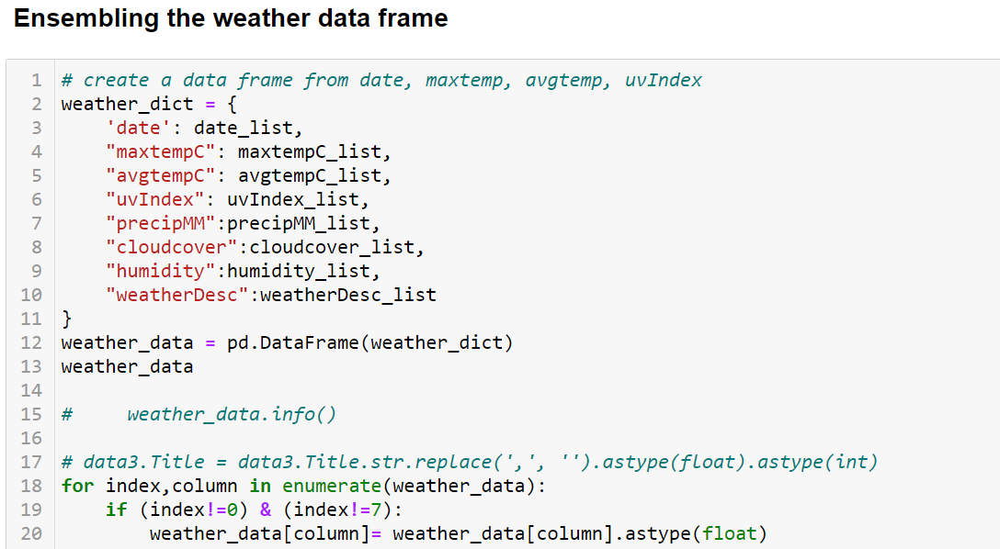 Ensembling the weather data frame
1 # create a data frame from date, maxtemp, avgtemp, uvIndex
2 weather_dict = {
3     'date': date_list,
4     "maxtempC": maxtempC_list,
5     "avgtempC": avgtempC_list,
6     "uvIndex": uvIndex_list,
7     "precipMM":precipMM_list,
8     "cloudcover":cloudcover_list,
9     "humidity":humidity_list,
10     "weatherDesc":weatherDesc_list
11 }
12 weather_data = pd.DataFrame(weather_dict)
13 weather_data
14
15 #     weather_data.info()
16
17 # data3.Title = data3.Title.str.replace(',', '').astype(float).astype(int)
18 for index,column in enumerate(weather_data):
19     if (index!=0) & (index!=7):
20         weather_data[column]= weather_data[column].astype(float)